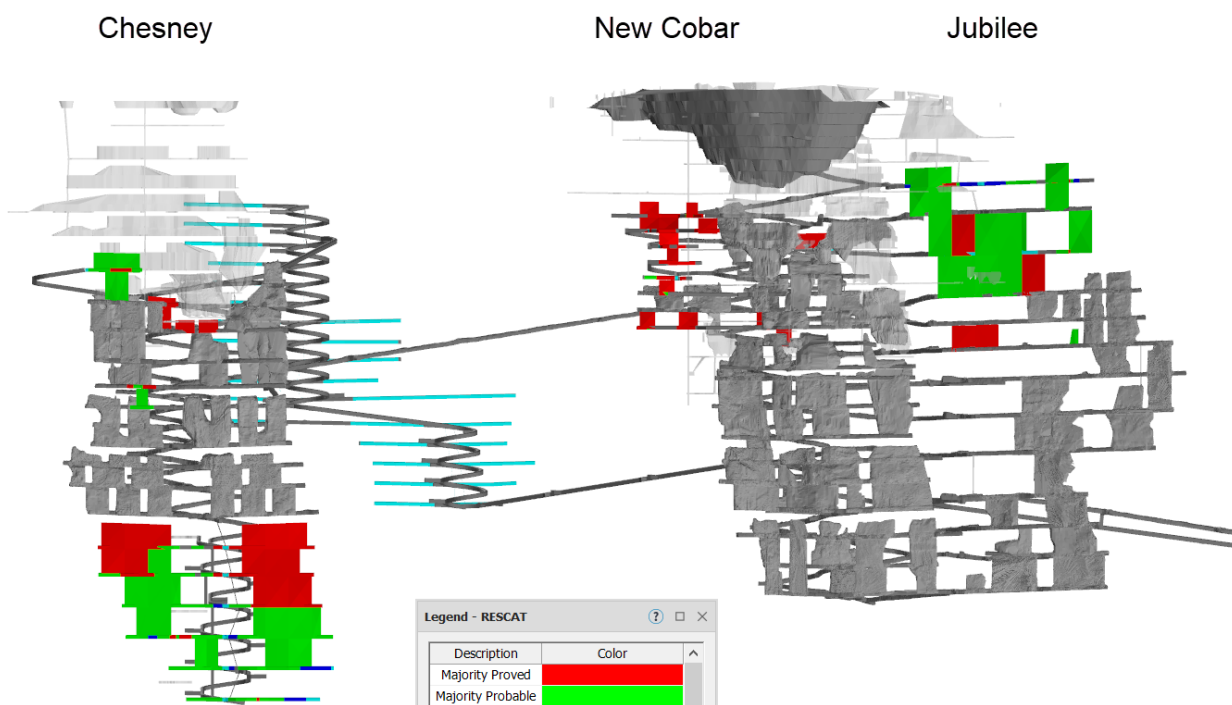 Chesney
New Cobar
Jubilee
Legend - RESCAT
Description Color
Majority Proved
Majority Probable